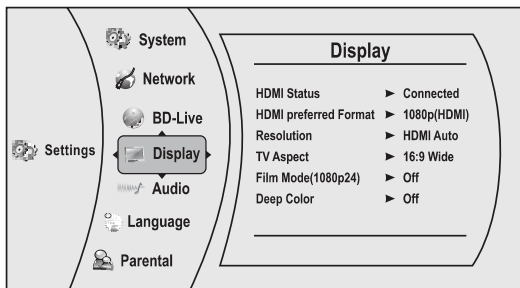 Settings
System
Network
BD-Live
Display
Audio
Language
Parental
Display
HDMI Status ► Connected
HDMI preferred Format ► 1080p(HDMI)
Resolution ► HDMI Auto
TV Aspect ► 16:9 Wide
Film Mode(1080p24) ► Off
Deep Color ► Off